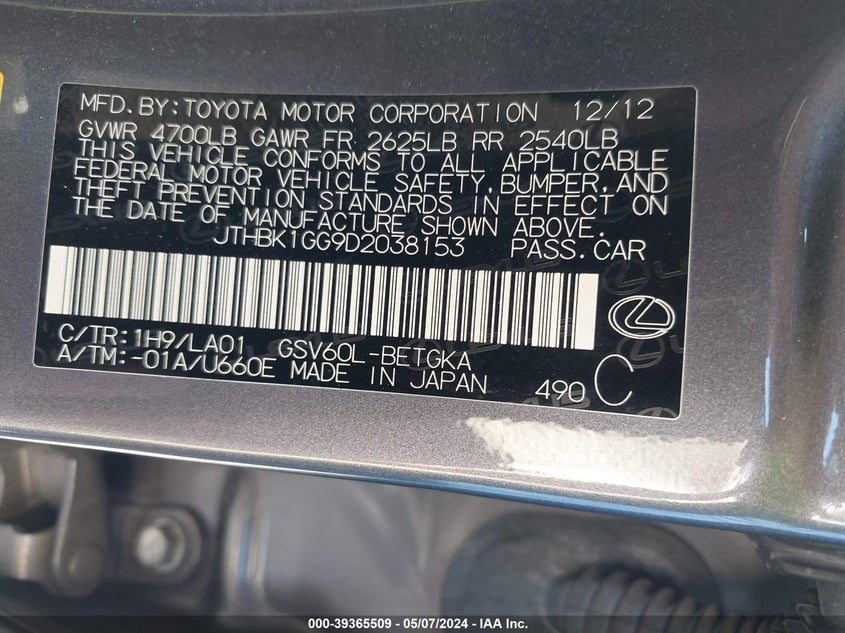 MFD. BY: TOYOTA MOTOR CORPORATION 12/12
GVWR 4700LB GAWR FR 2625LB RR 2540LB
THIS VEHICLE CONFORMS TO ALL APPLICABLE
FEDERAL MOTOR VEHICLE SAFETY, BUMPER, AND
THEFT PREVENTION STANDARDS IN EFFECT ON
THE DATE OF MANUFACTURE SHOWN ABOVE.
JTHBK1GG9D2038153 PASS.CAR
C/TR:1H9/LA01 GSV60L-BETGKA
A/TM:-01A/U660E MADE IN JAPAN 490 C
000-39365509 - 05/07/2024 - IAA Inc.